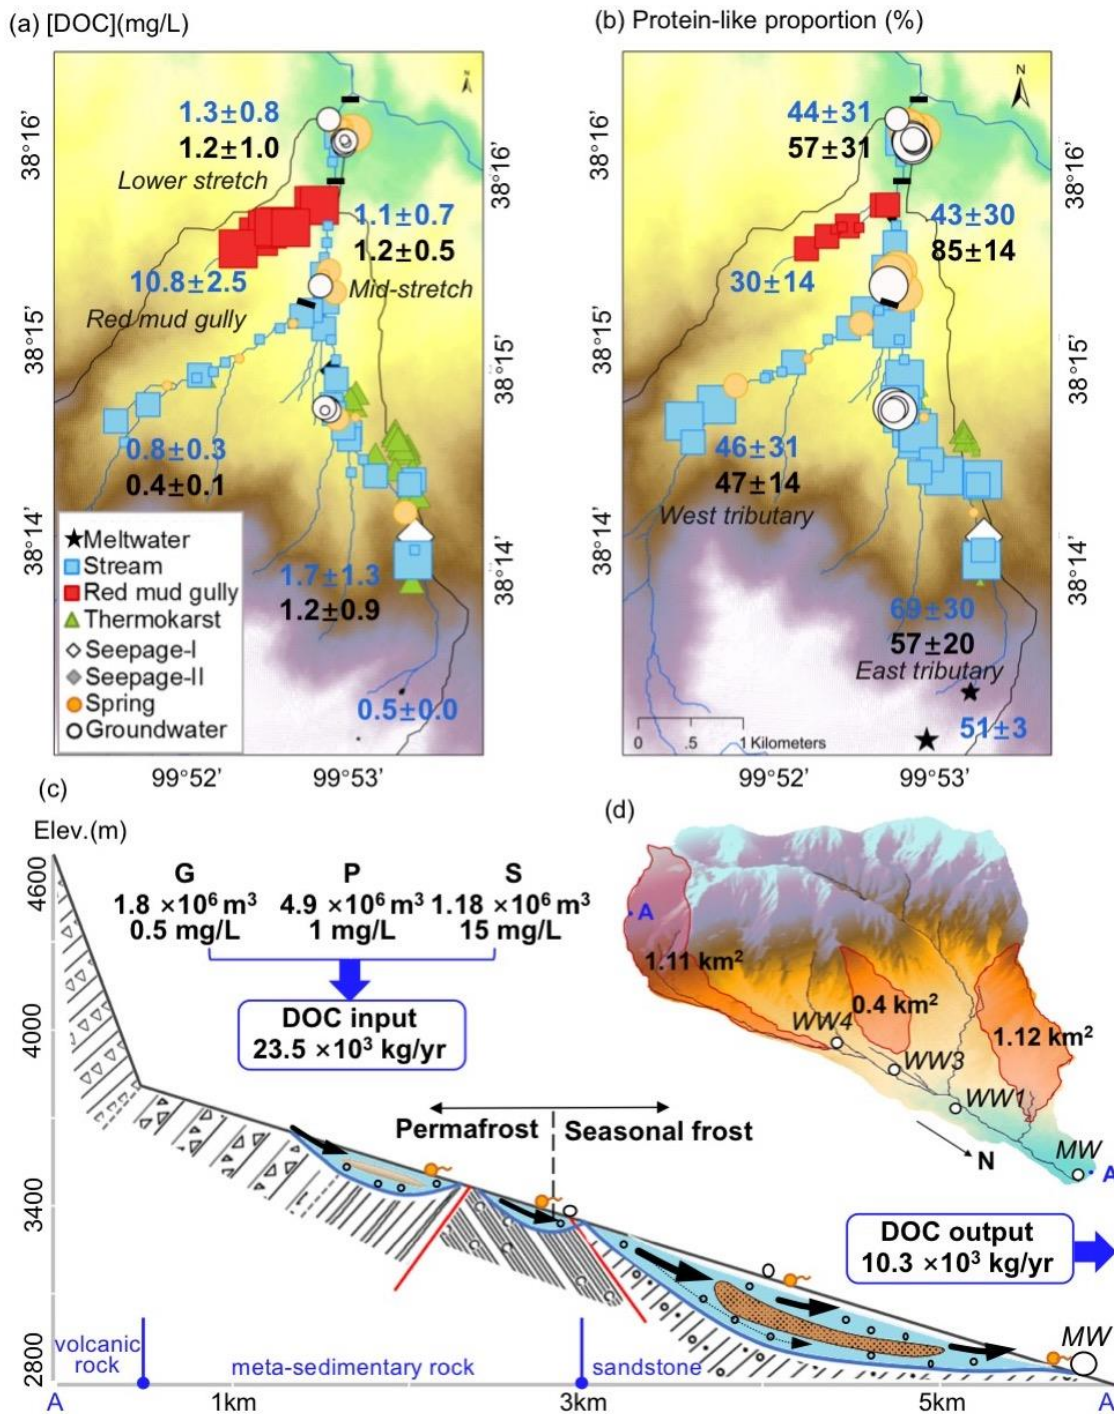 (a) [DOC](mg/L)
N
1.3±0.8
1.2±1.0
Lower stretch
1.1±0.7
1.2±0.5
Mid-stretch
10.8±2.5
Red mud gully
0.8±0.3
0.4±0.1
1.7±1.3
1.2±0.9
0.5±0.0
Meltwater
Stream
Red mud gully
Thermokarst
Seepage-I
Seepage-II
Spring
Groundwater
38°16’
38°15’
38°14’
38°16’
38°15’
38°14’
99°52’
99°53’
(b) Protein-like proportion (%)
N
44±31
57±31
43±30
85±14
30±14
46±31
47±14
West tributary
69±30
57±20
East tributary
51±3
0 .5 1 Kilometers
38°16’
38°15’
38°14’
38°16’
38°15’
38°14’
99°52’
99°53’
(c)
Elev.(m)
4600
4000
3400
2800
G P S
1.8 ×10⁶ m³ 4.9 ×10⁶ m³ 1.18 ×10⁶ m³
0.5 mg/L 1 mg/L 15 mg/L
DOC input
23.5 ×10³ kg/yr
Permafrost Seasonal frost
DOC output
10.3 ×10³ kg/yr
MW
volcanic
rock
meta-sedimentary rock
sandstone
A 1km 3km 5km A
(d)
A
1.11 km²
0.4 km²
1.12 km²
WW4
WW3
WW1
MW
A
N